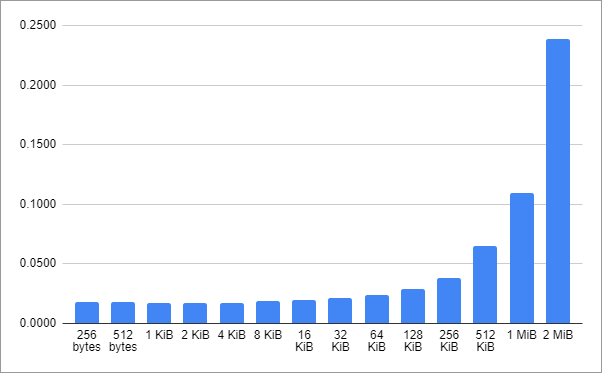 0.2500
0.2000
0.1500
0.1000
0.0500
0.0000
256 bytes
512 bytes
1 KiB
2 KiB
4 KiB
8 KiB
16 KiB
32 KiB
64 KiB
128 KiB
256 KiB
512 KiB
1 MiB
2 MiB